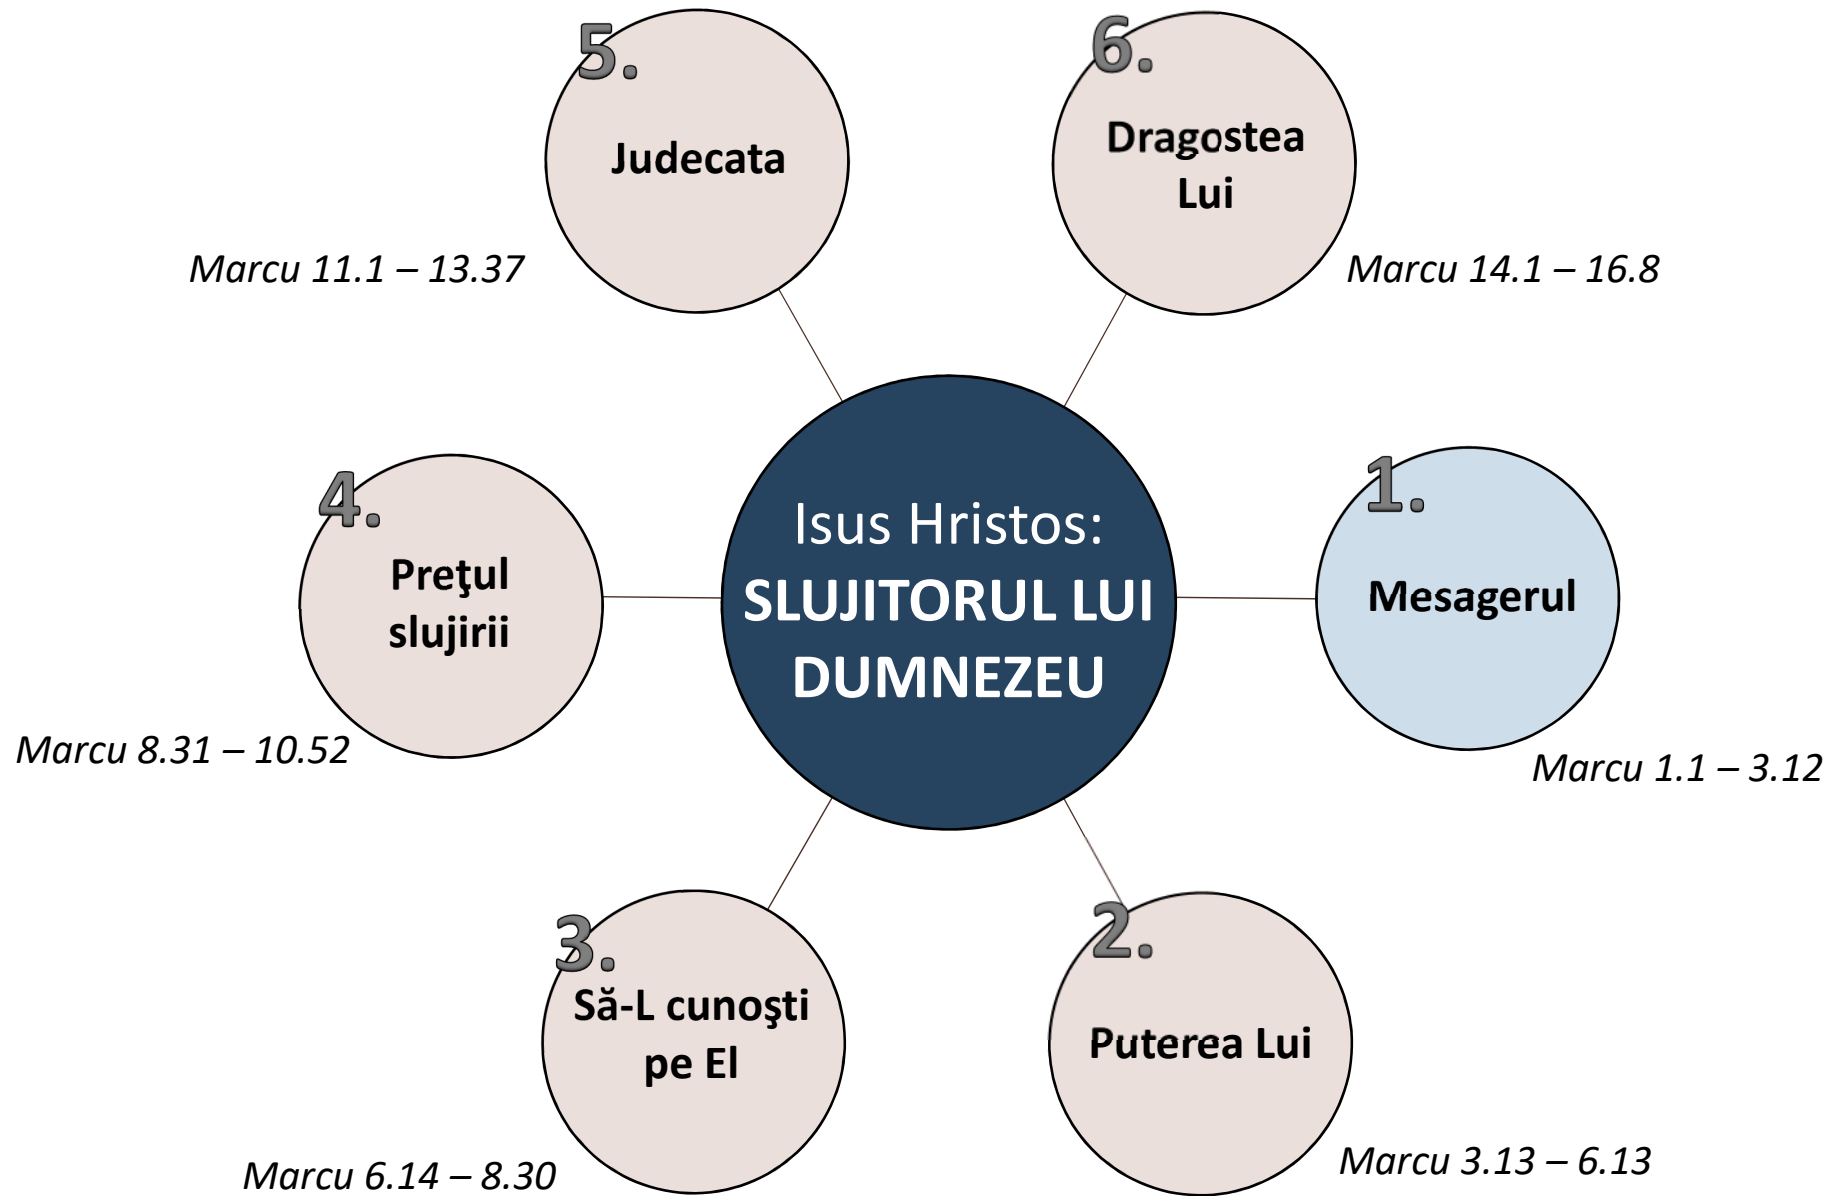 5.
Judecata
Marcu 11.1 – 13.37
6.
Dragostea
Lui
Marcu 14.1 – 16.8
4.
Preţul
slujirii
Marcu 8.31 – 10.52
Isus Hristos:
SLUJITORUL LUI
DUMNEZEU
1.
Mesagerul
Marcu 1.1 – 3.12
3.
Să-L cunoşti
pe El
Marcu 6.14 – 8.30
2.
Puterea Lui
Marcu 3.13 – 6.13